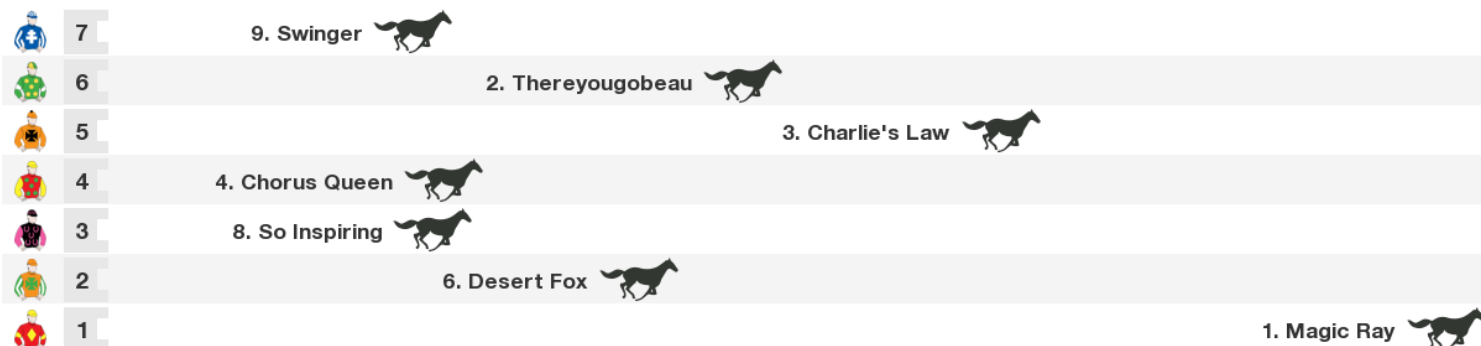 7 9. Swinger
6 2. Thereyougobeau
5 3. Charlie's Law
4 4. Chorus Queen
3 8. So Inspiring
2 6. Desert Fox
1 1. Magic Ray